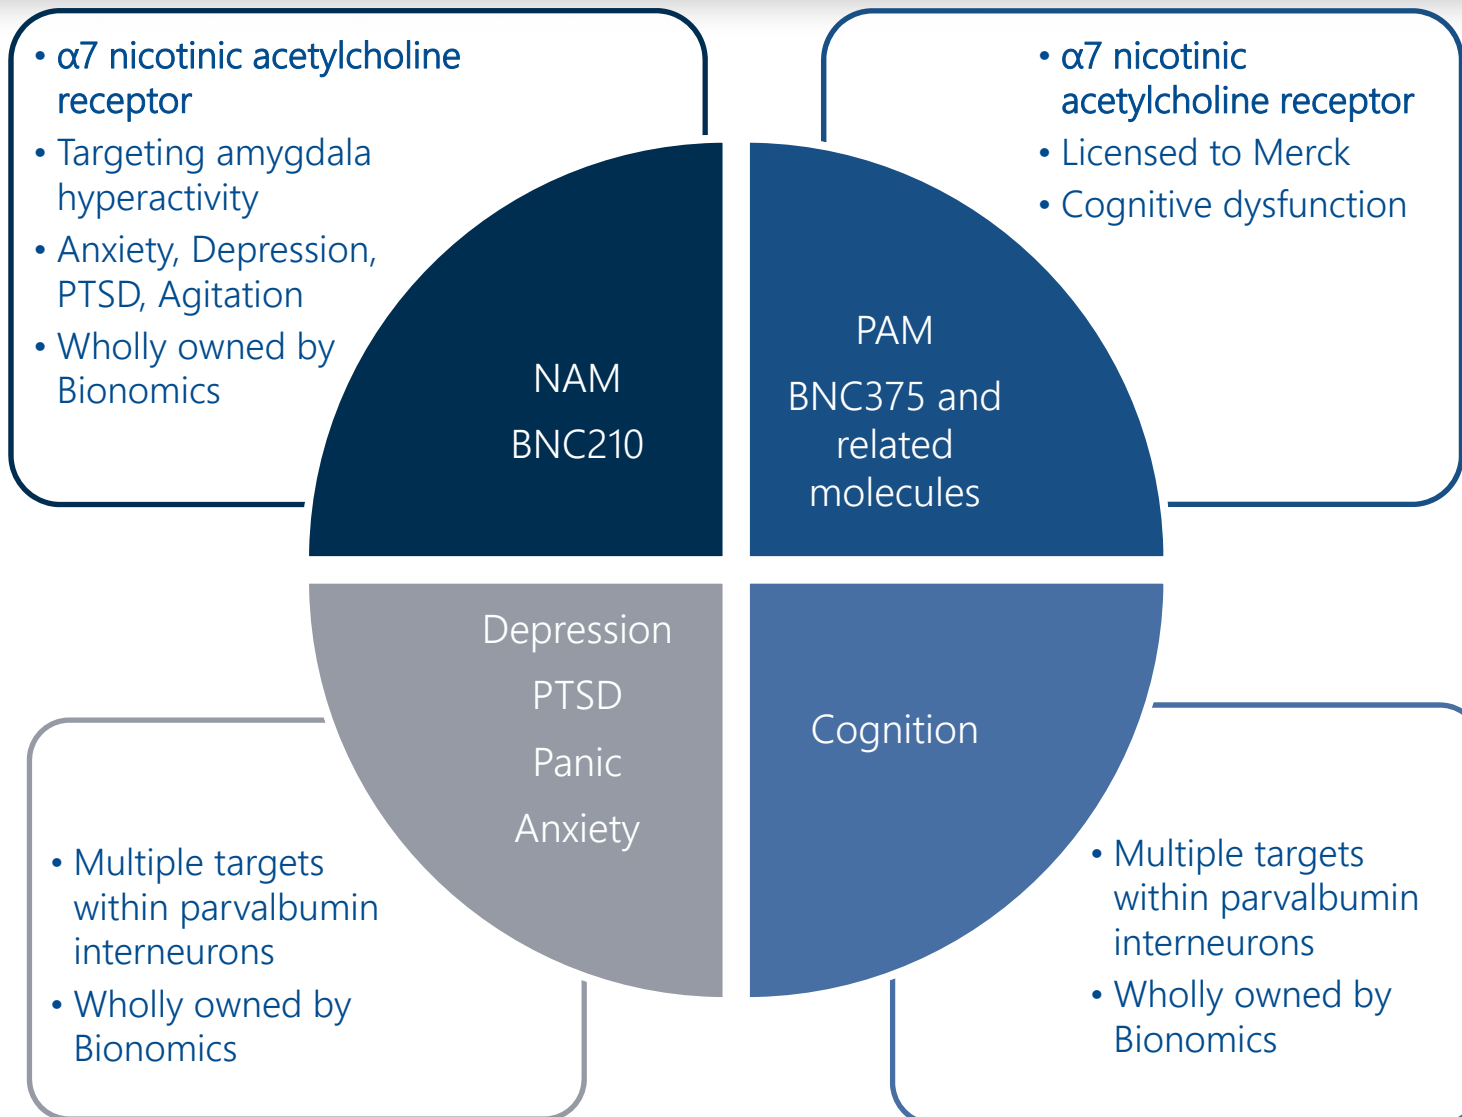 • α7 nicotinic acetylcholine
receptor
• Targeting amygdala
hyperactivity
• Anxiety, Depression,
PTSD, Agitation
• Wholly owned by
Bionomics
• α7 nicotinic
acetylcholine receptor
• Licensed to Merck
• Cognitive dysfunction
NAM
BNC210
PAM
BNC375 and
related
molecules
Depression
PTSD
Panic
Anxiety
Cognition
• Multiple targets
within parvalbumin
interneurons
• Wholly owned by
Bionomics
• Multiple targets
within parvalbumin
interneurons
• Wholly owned by
Bionomics